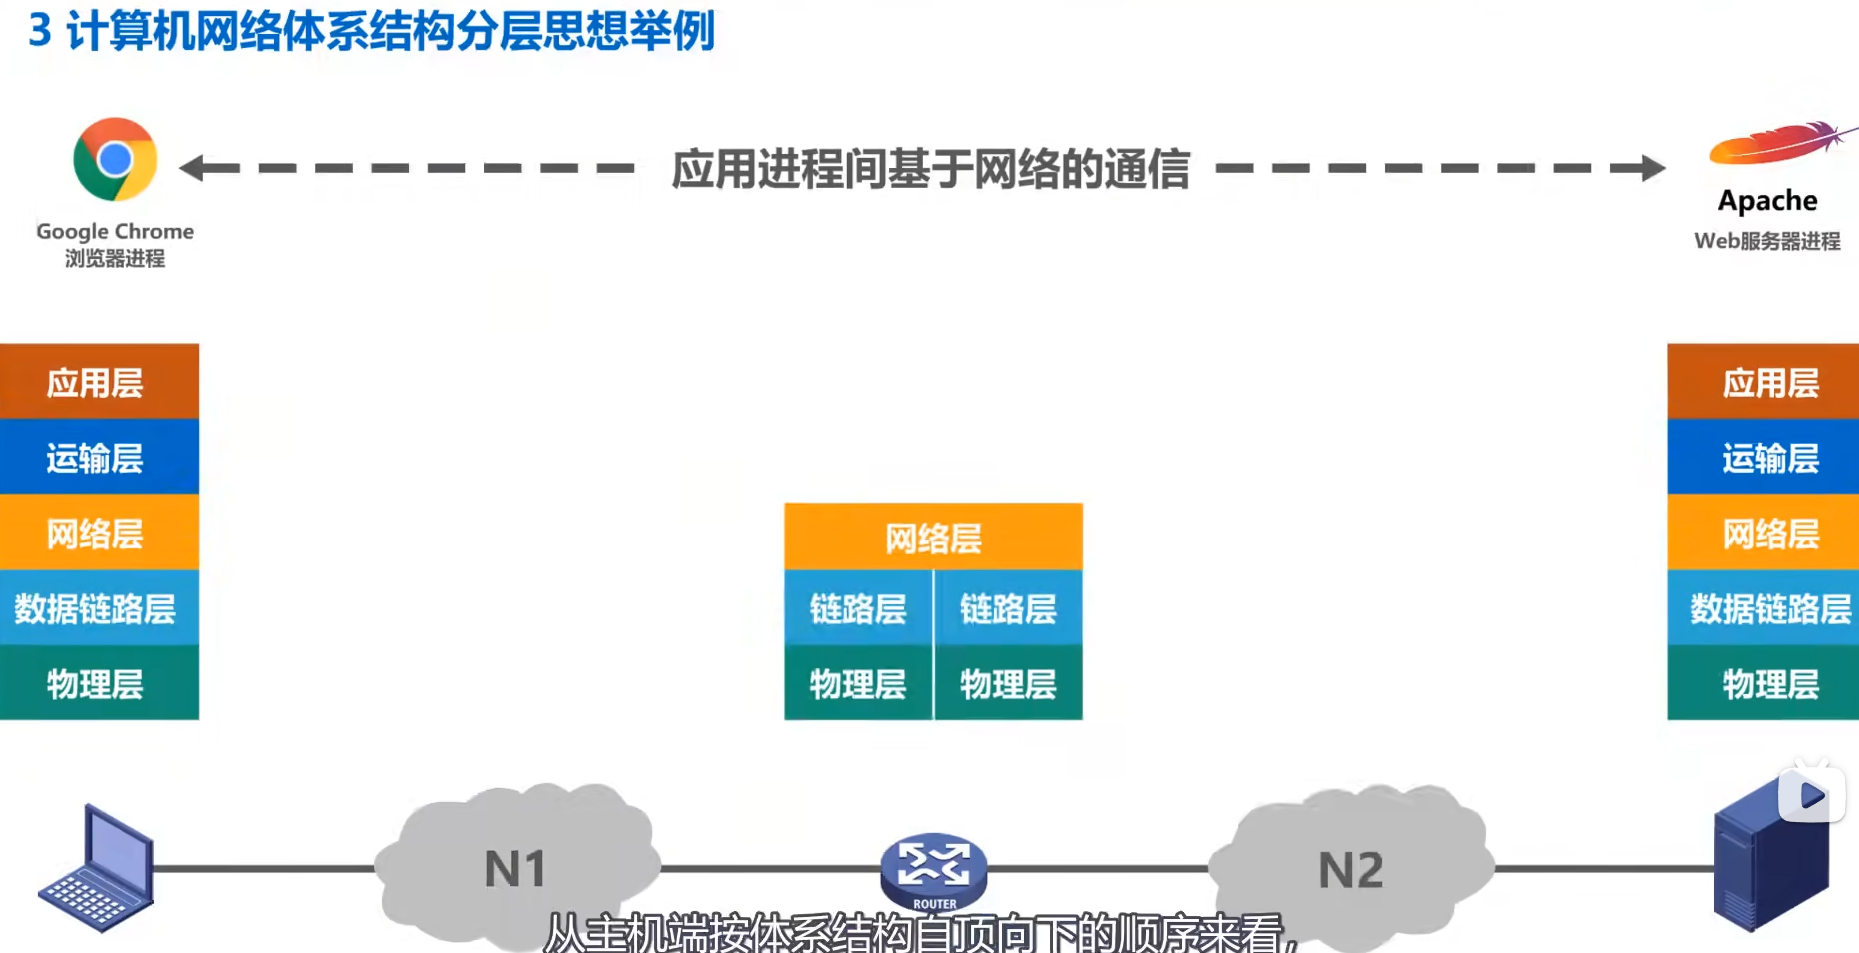 3 计算机网络体系结构分层思想举例
应用进程间基于网络的通信
Google Chrome
浏览器进程
Apache
Web服务器进程
应用层
运输层
网络层
数据链路层
物理层
网络层
链路层 链路层
物理层 物理层
应用层
运输层
网络层
数据链路层
物理层
N1
ROUTER
N2
从主机端按体系结构自顶向下的顺序来看,